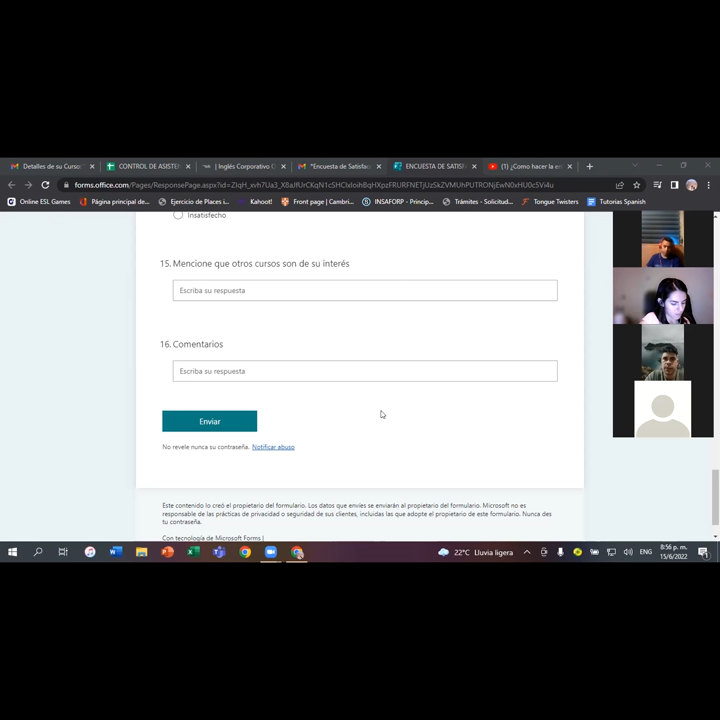 Detalles de su Curso
CONTROL DE ASISTEN
| Inglés Corporativo C
*Encuesta de Satisfac
ENCUESTA DE SATISF
(1) ¿Como hacer la es
forms.office.com/Pages/ResponsePage.aspx?id=
Online ESL Games
Página principal de...
Ejercicio de Places i...
Kahoot!
Front page | Cambri...
INSAFORP - Princip...
Trámites - Solicitud...
Tongue Twisters
Tutorias Spanish
Insatisfecho
15. Mencione que otros cursos son de su interés
Escriba su respuesta
16. Comentarios
Escriba su respuesta
Enviar
No revele nunca su contraseña. Notificar abuso
Este contenido lo creó el propietario del formulario. Los datos que envíes se enviarán al propietario del formulario. Microsoft no es
responsable de las prácticas de privacidad o seguridad de sus clientes, incluidas las que adopte el propietario de este formulario. Nunca des
tu contraseña.
Con tecnología de Microsoft Forms |
22°C Lluvia ligera
ENG
8:56 p. m.
15/6/2022